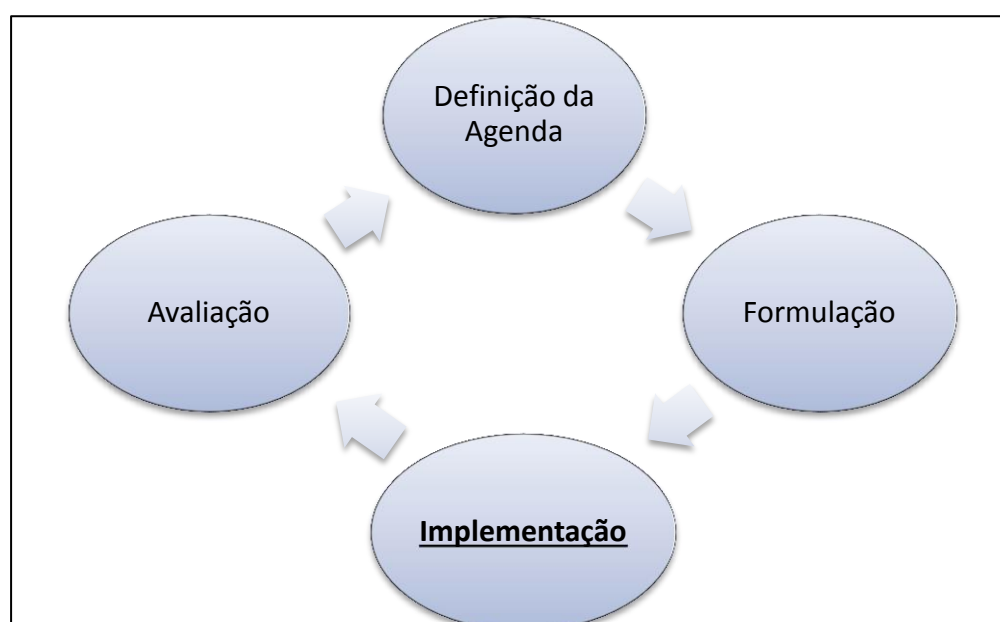 Definição da
Agenda
Avaliação
Formulação
Implementação